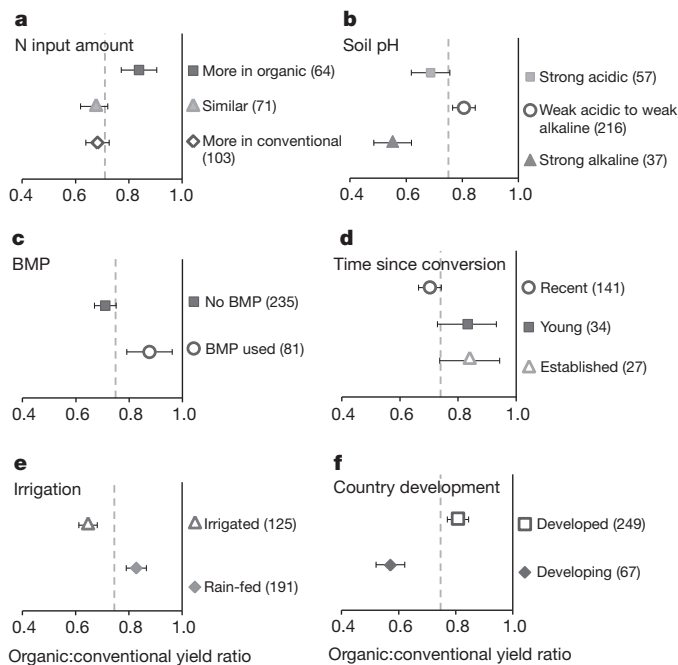 a
N input amount
More in organic (64)
Similar (71)
More in conventional
(103)
0.4 0.6 0.8 1.0
b
Soil pH
Strong acidic (57)
Weak acidic to weak
alkaline (216)
Strong alkaline (37)
0.4 0.6 0.8 1.0
c
BMP
No BMP (235)
BMP used (81)
0.4 0.6 0.8 1.0
d
Time since conversion
Recent (141)
Young (34)
Established (27)
0.4 0.6 0.8 1.0
e
Irrigation
Irrigated (125)
Rain-fed (191)
0.4 0.6 0.8 1.0
Organic:conventional yield ratio
f
Country development
Developed (249)
Developing (67)
0.4 0.6 0.8 1.0
Organic:conventional yield ratio